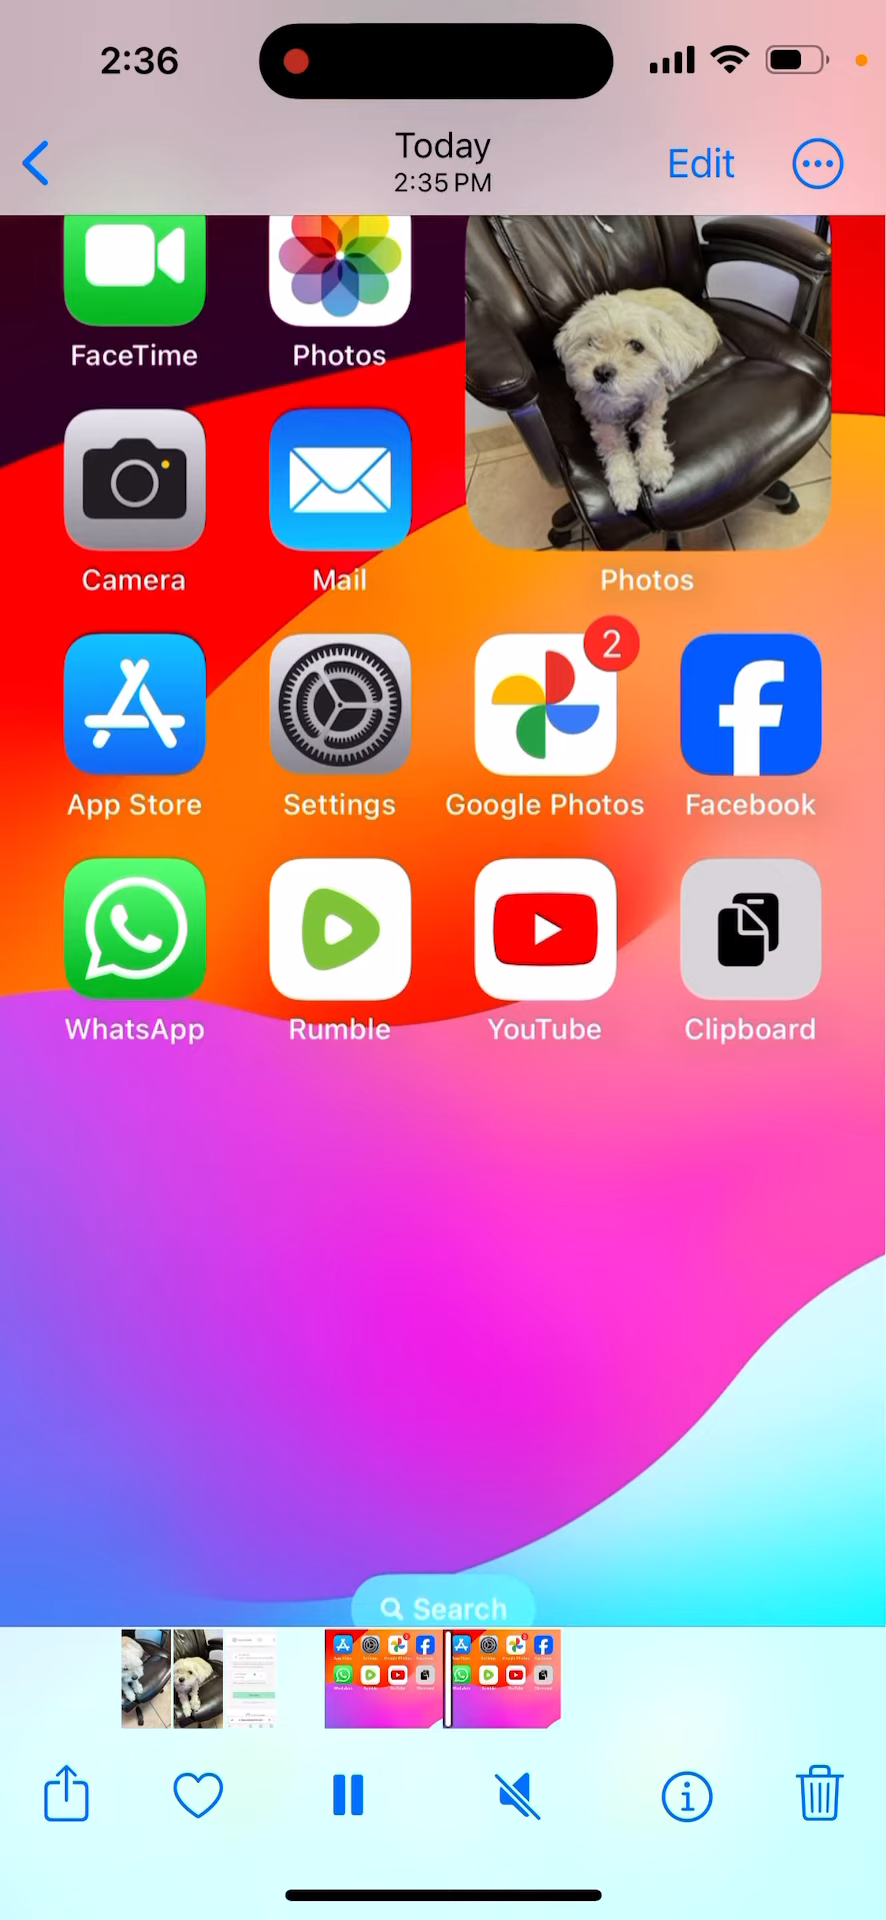 2:36
Today
2:35 PM
Edit
FaceTime
Photos
Camera
Mail
Photos
2
App Store
Settings
Google Photos
Facebook
WhatsApp
Rumble
YouTube
Clipboard
Search